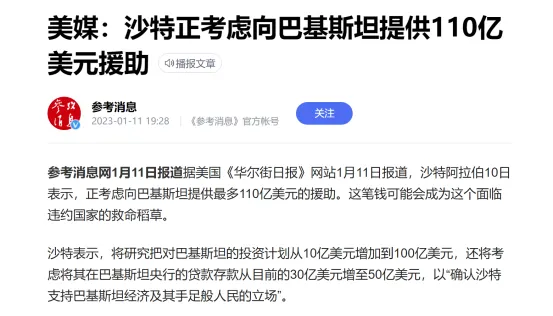 美媒：沙特正考虑向巴基斯坦提供110亿
美元援助 播报文章
参考消息
2023-01-11 19:28 《参考消息》官方帐号
关注
参考消息网1月11日报道据美国《华尔街日报》网站1月11日报道，沙特阿拉伯10日
表示，正考虑向巴基斯坦提供最多110亿美元的援助。这笔钱可能会成为这个面临
违约国家的救命稻草。
沙特表示，将研究把对巴基斯坦的投资计划从10亿美元增加到100亿美元，还将考
虑将其在巴基斯坦央行的贷款存款从目前的30亿美元增至50亿美元，以“确认沙特
支持巴基斯坦经济及其手足般人民的立场”。